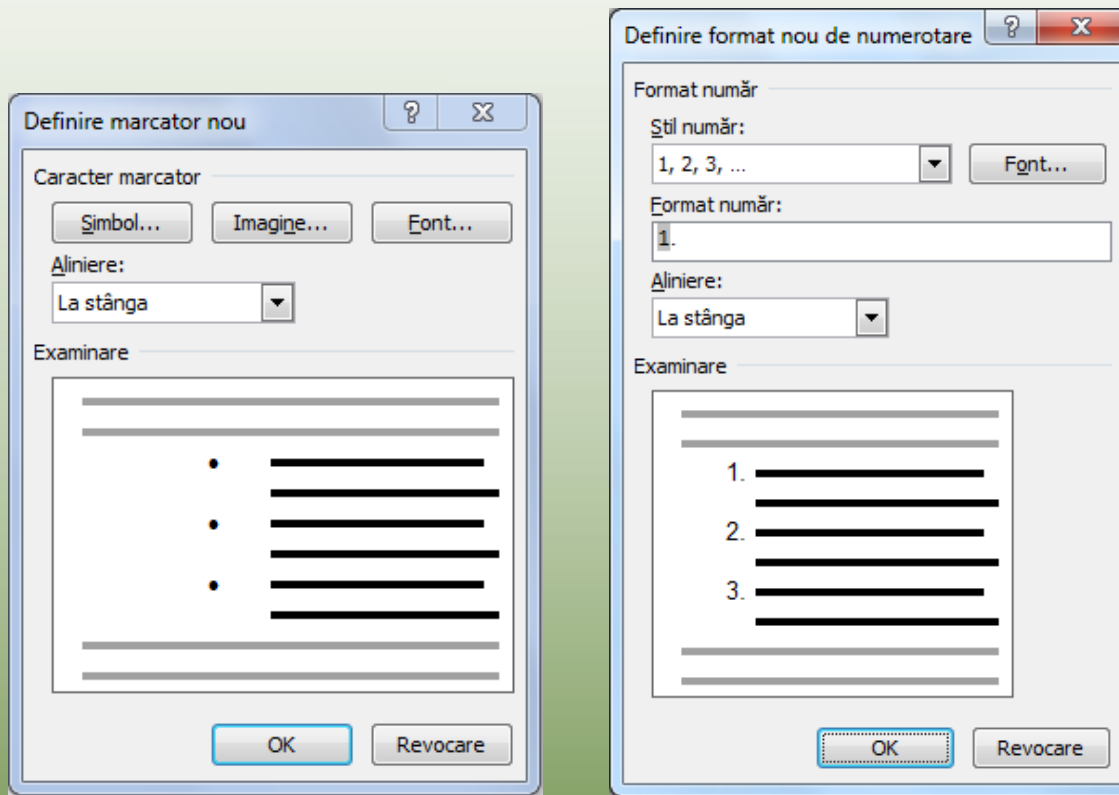 Definire marcator nou
Caracter marcator
Simbol... Imagine... Font...
Aliniere:
La stânga
Examinare
OK Revocare
Definire format nou de numerotare
Format număr
Stil număr:
1, 2, 3, ... Font...
Format număr:
1.
Aliniere:
La stânga
Examinare
1.
2.
3.
OK Revocare